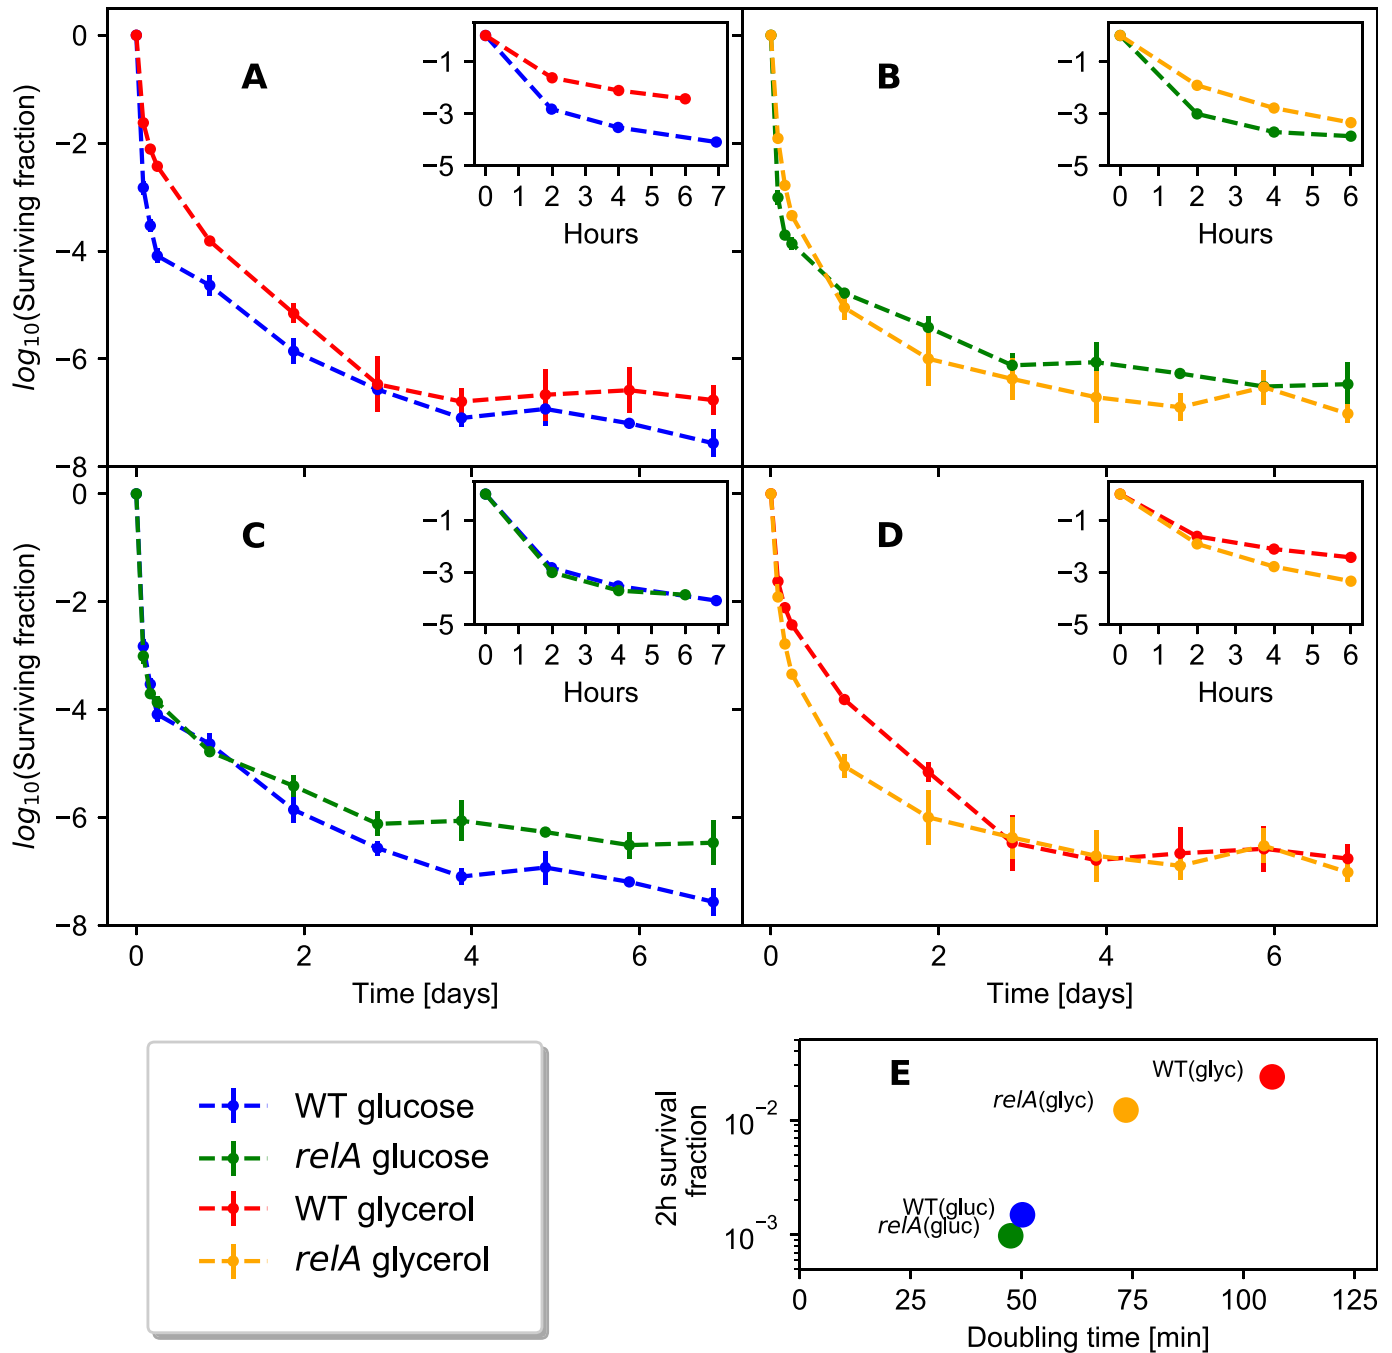 A
B
0
−2
−4
−6
−8
log10(Surviving fraction)
−1
−3
−5
0 1 2 3 4 5 6 7
Hours
−1
−3
−5
0 1 2 3 4 5 6
Hours
C
D
0
−2
−4
−6
−8
log10(Surviving fraction)
−1
−3
−5
0 1 2 3 4 5 6 7
Hours
−1
−3
−5
0 1 2 3 4 5 6
Hours
0 2 4 6
Time [days]
0 2 4 6
Time [days]
WT glucose
relA glucose
WT glycerol
relA glycerol
E
2h survival
fraction
10−2
10−3
WT(glyc)
relA(glyc)
WT(gluc)
relA(gluc)
0 25 50 75 100 125
Doubling time [min]